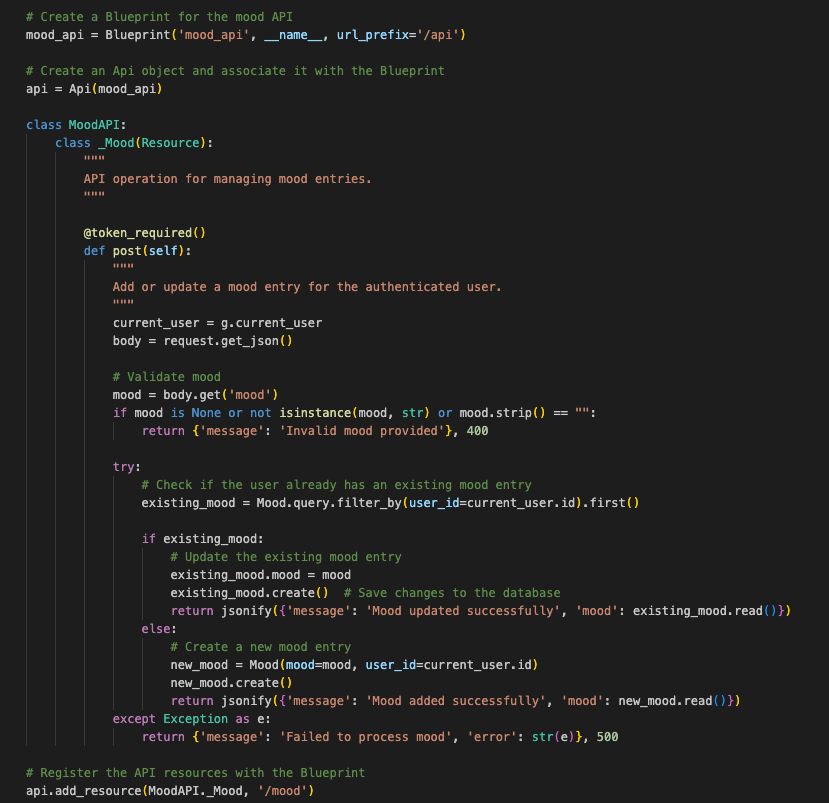 # Create a Blueprint for the mood API
mood_api = Blueprint('mood_api', __name__, url_prefix='/api')

# Create an Api object and associate it with the Blueprint
api = Api(mood_api)

class MoodAPI:
    class _Mood(Resource):
        """
        API operation for managing mood entries.
        """

        @token_required()
        def post(self):
            """
            Add or update a mood entry for the authenticated user.
            """
            current_user = g.current_user
            body = request.get_json()

            # Validate mood
            mood = body.get('mood')
            if mood is None or not isinstance(mood, str) or mood.strip() == "":
                return {'message': 'Invalid mood provided'}, 400

            try:
                # Check if the user already has an existing mood entry
                existing_mood = Mood.query.filter_by(user_id=current_user.id).first()

                if existing_mood:
                    # Update the existing mood entry
                    existing_mood.mood = mood
                    existing_mood.create()  # Save changes to the database
                    return jsonify({'message': 'Mood updated successfully', 'mood': existing_mood.read()})
                else:
                    # Create a new mood entry
                    new_mood = Mood(mood=mood, user_id=current_user.id)
                    new_mood.create()
                    return jsonify({'message': 'Mood added successfully', 'mood': new_mood.read()})
            except Exception as e:
                return {'message': 'Failed to process mood', 'error': str(e)}, 500

# Register the API resources with the Blueprint
api.add_resource(MoodAPI._Mood, '/mood')